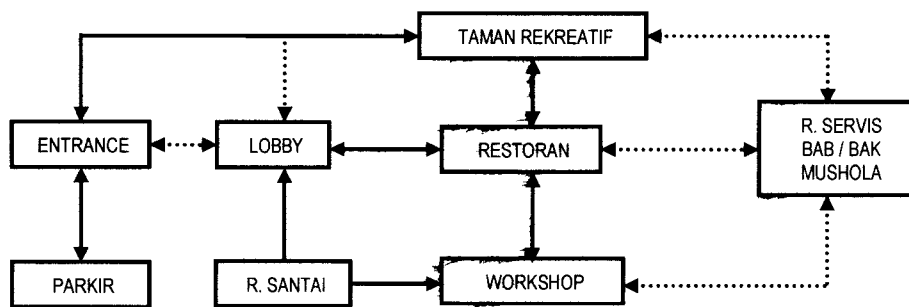 TAMAN REKREATIF
ENTRANCE
LOBBY
RESTORAN
R. SERVIS
BAB / BAK
MUSHOLA
PARKIR
R. SANTAI
WORKSHOP